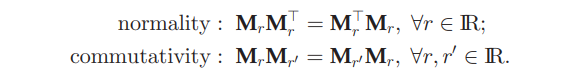 normality : M_r M_r^⊤ = M_r^⊤ M_r, ∀r ∈ ℝ;
commutativity : M_r M_{r′} = M_{r′} M_r, ∀r, r′ ∈ ℝ.